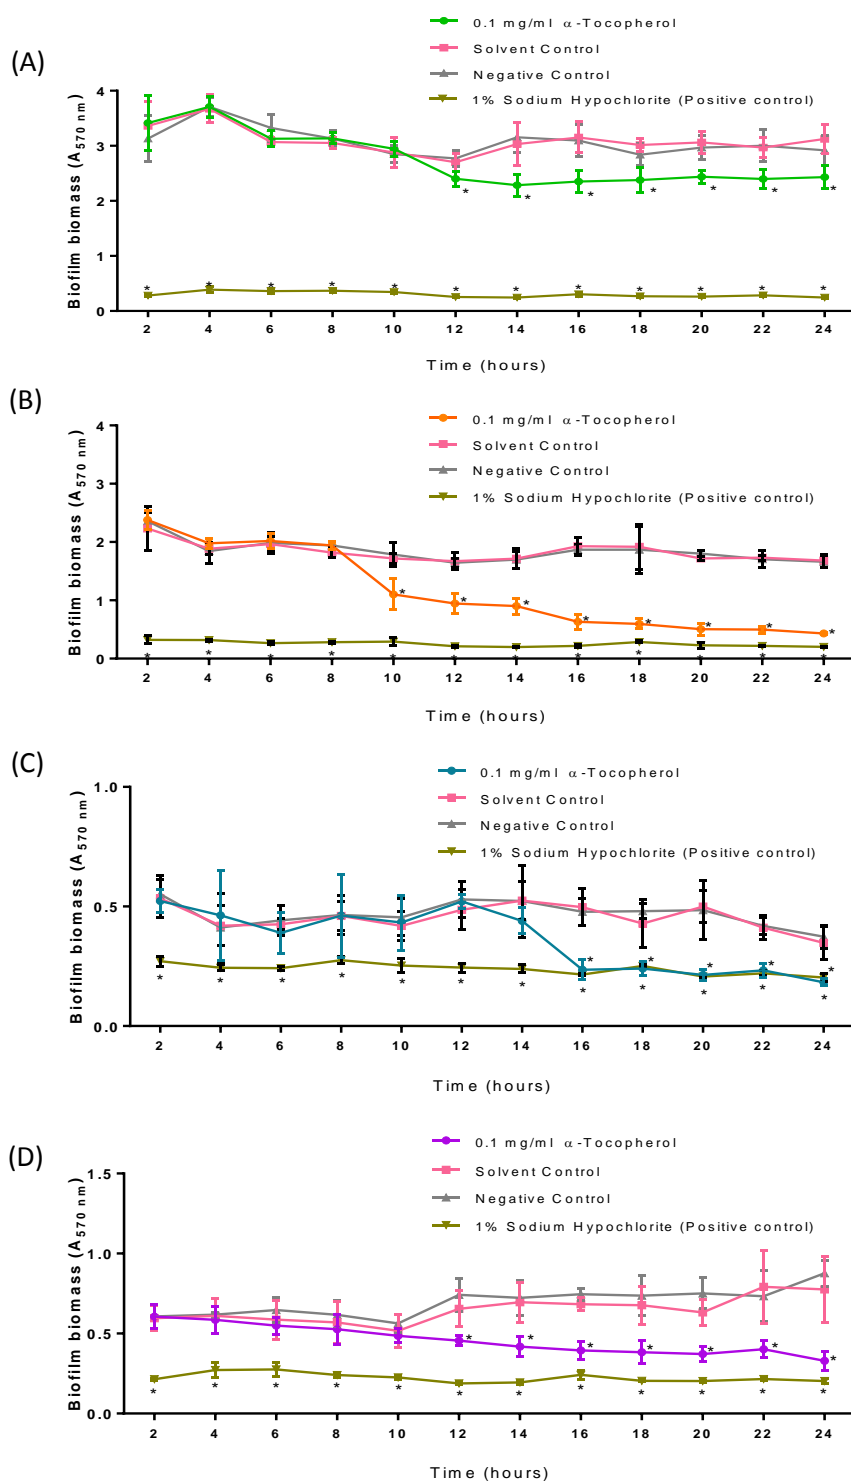 (A)
0.1 mg/ml α-Tocopherol
Solvent Control
Negative Control
1% Sodium Hypochlorite (Positive control)
Biofilm biomass (A570 nm)
4
3
2
1
0
* * * * * * * * * * * *
* * * * * * *
2 4 6 8 10 12 14 16 18 20 22 24
Time (hours)
(B)
0.1 mg/ml α-Tocopherol
Solvent Control
Negative Control
1% Sodium Hypochlorite (Positive control)
Biofilm biomass (A570 nm)
4
3
2
1
0
* * * * * * * *
* * * * * * * * * * * *
2 4 6 8 10 12 14 16 18 20 22 24
Time (hours)
(C)
0.1 mg/ml α-Tocopherol
Solvent Control
Negative Control
1% Sodium Hypochlorite (Positive control)
Biofilm biomass (A570 nm)
1.0
0.5
0.0
* * * * *
* * * * * * * * * * * *
2 4 6 8 10 12 14 16 18 20 22 24
Time (hours)
(D)
0.1 mg/ml α-Tocopherol
Solvent Control
Negative Control
1% Sodium Hypochlorite (Positive control)
Biofilm biomass (A570 nm)
1.5
1.0
0.5
0.0
* * * * * * *
* * * * * * * * * * * *
2 4 6 8 10 12 14 16 18 20 22 24
Time (hours)